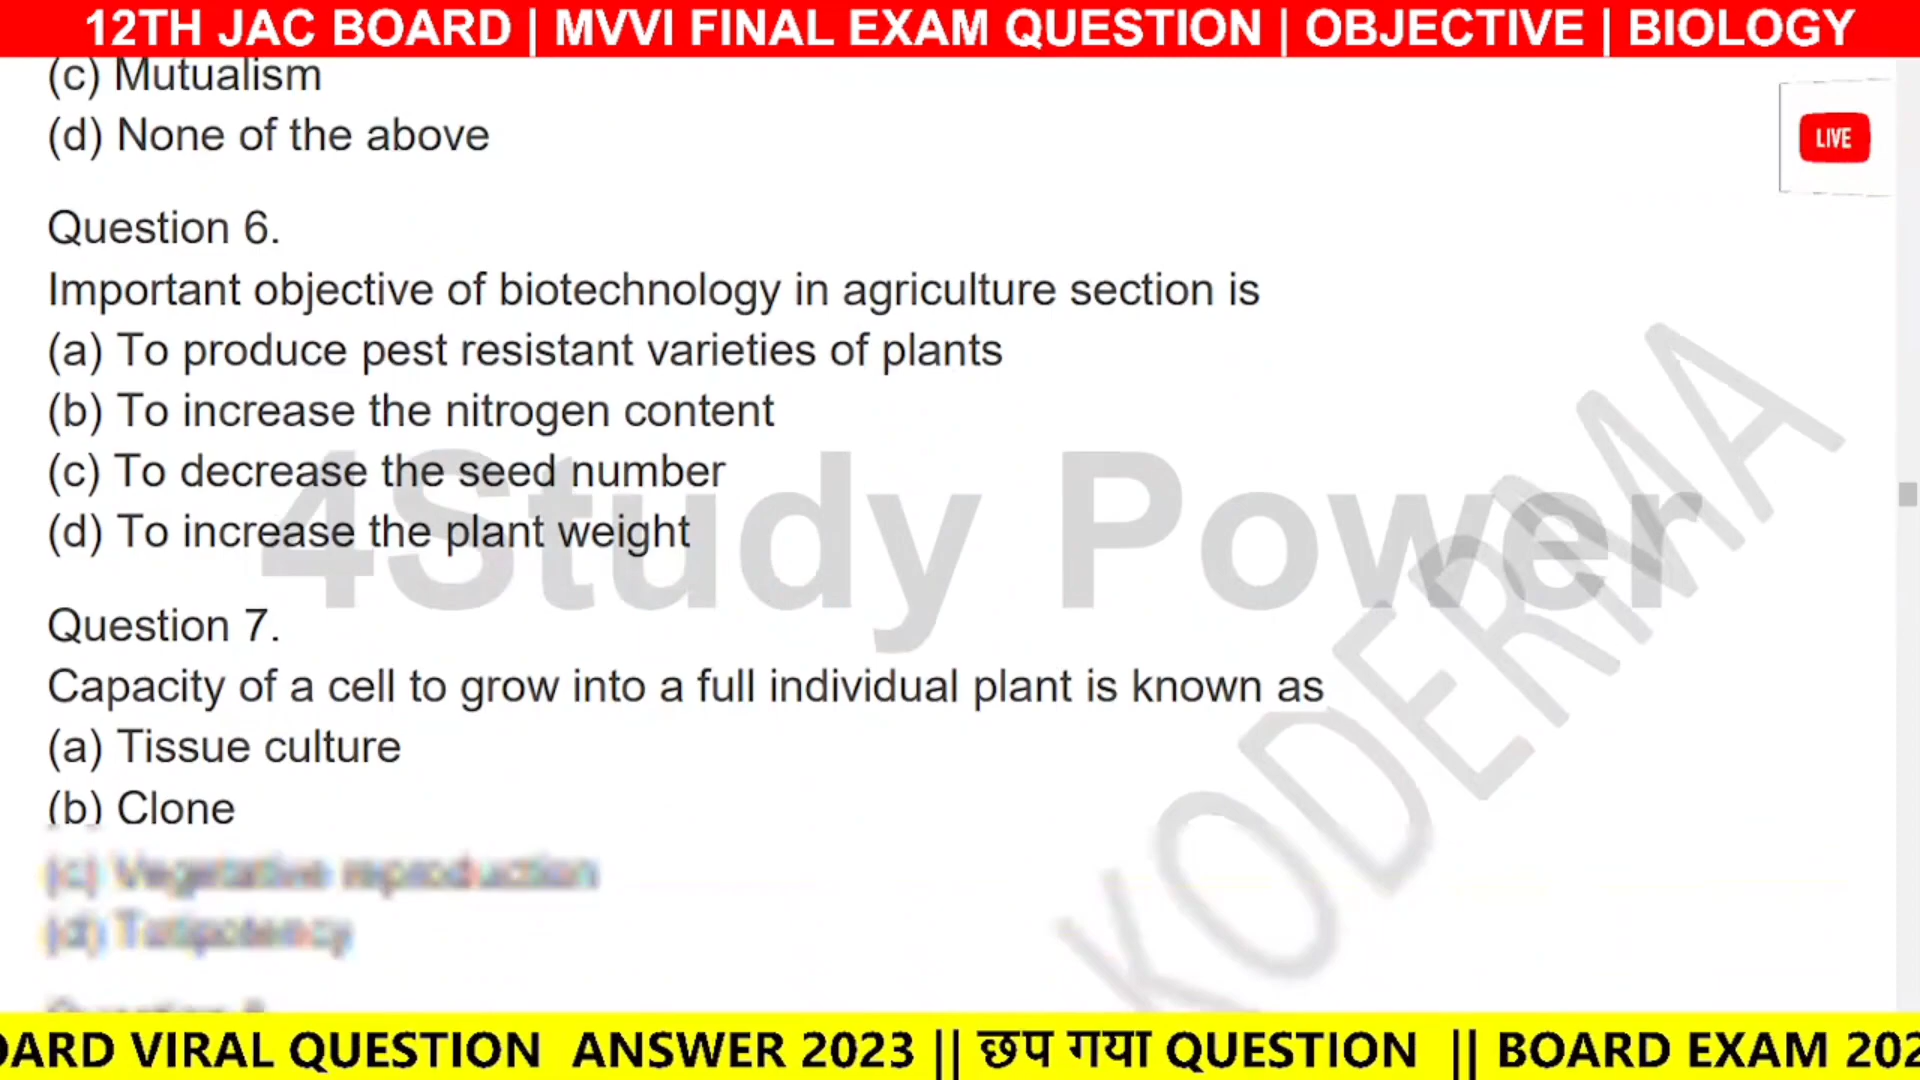 12TH JAC BOARD | MVVI FINAL EXAM QUESTION | OBJECTIVE | BIOLOGY
(c) Mutualism
(d) None of the above
LIVE
Question 6.
Important objective of biotechnology in agriculture section is
(a) To produce pest resistant varieties of plants
(b) To increase the nitrogen content
(c) To decrease the seed number
(d) To increase the plant weight
4Study Power
KODERMA
Question 7.
Capacity of a cell to grow into a full individual plant is known as
(a) Tissue culture
(b) Clone
(c) Vegetative reproduction
(d) Totipotency
OARD VIRAL QUESTION ANSWER 2023 || छप गया QUESTION || BOARD EXAM 202